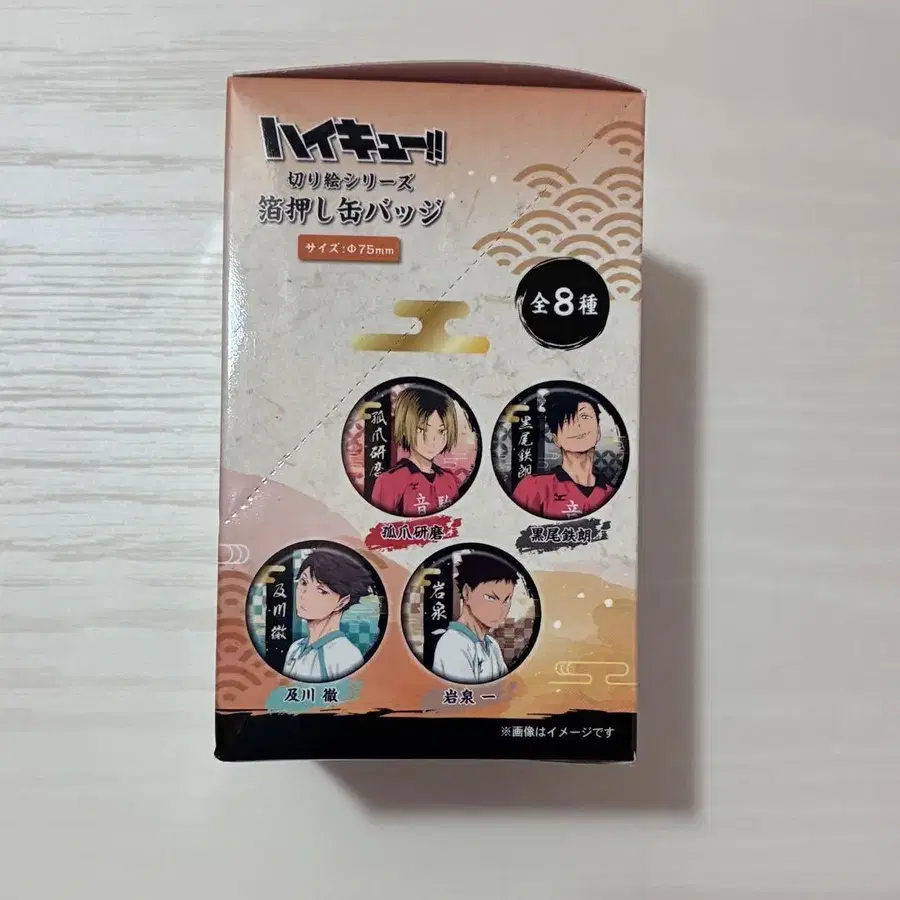 ハイキュー!!
切り絵シリーズ
箔押し缶バッジ
サイズ:Φ75mm
全8種
孤爪研磨
黒尾鉄朗
音駒
音
孤爪研磨
黒尾鉄朗
及川徹
岩泉一
及川 徹
岩泉 一
※画像はイメージです